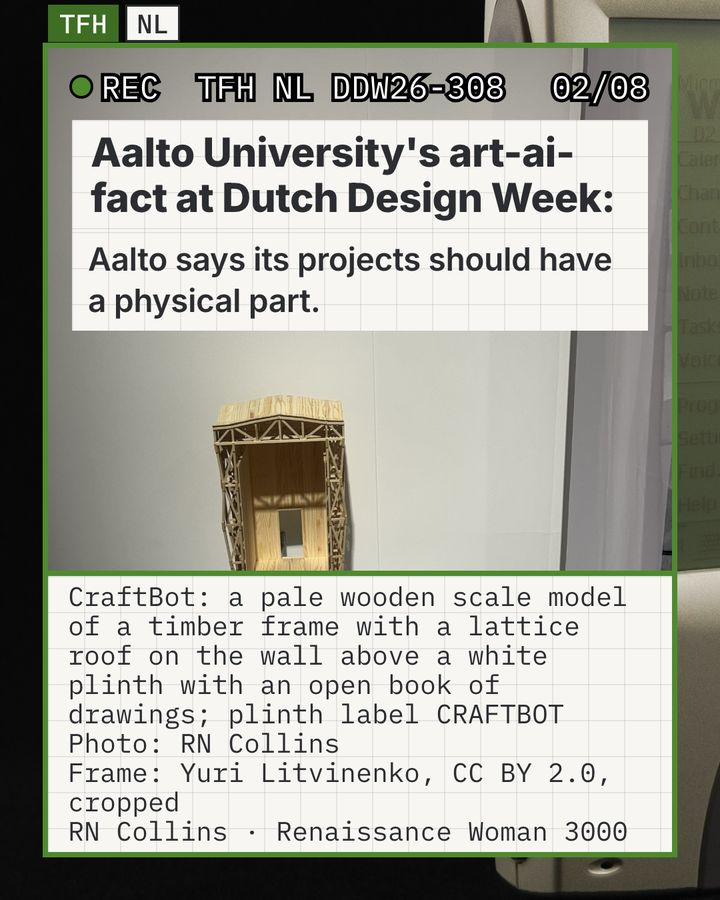 TFH NL
REC TFH NL DDW26-308 02/08
Aalto University's art-ai-
fact at Dutch Design Week:
Aalto says its projects should have
a physical part.
CraftBot: a pale wooden scale model
of a timber frame with a lattice
roof on the wall above a white
plinth with an open book of
drawings; plinth label CRAFTBOT
Photo: RN Collins
Frame: Yuri Litvinenko, CC BY 2.0,
cropped
RN Collins · Renaissance Woman 3000